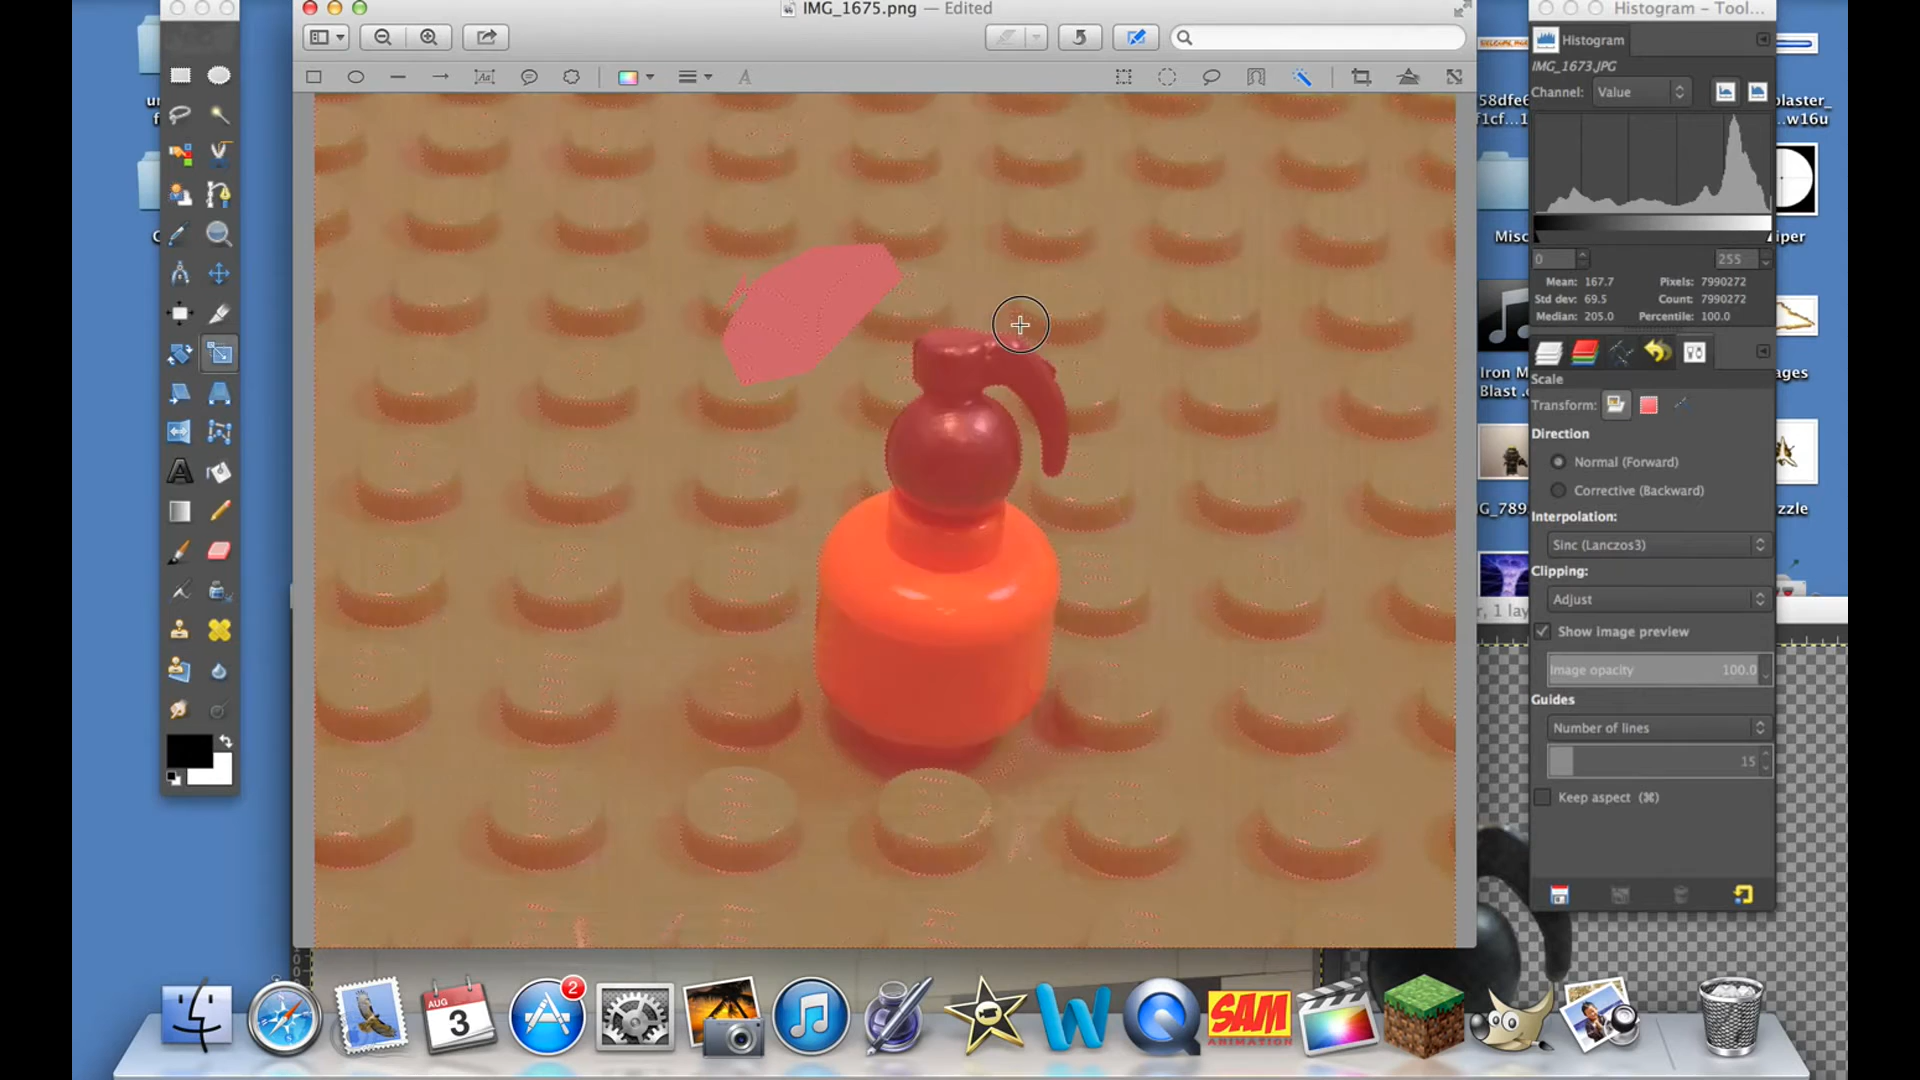 IMG_1675.png — Edited
Aa
A
Histogram – Tool...
Histogram
IMG_1673.JPG
Channel: Value
0
255
Mean: 167.7 Pixels: 7990272
Std dev: 69.5 Count: 7990272
Median: 205.0 Percentile: 100.0
Scale
Transform:
Direction
Normal (Forward)
Corrective (Backward)
Interpolation:
Sinc (Lanczos3)
Clipping:
Adjust
Show image preview
Image opacity 100.0
Guides
Number of lines
15
Keep aspect (⌘)
58dfe6
f1cf...1
blaster_
...w16u
Misc
iper
Iron M
Blast .c
ages
G_789
zzle
r, 1 lay
A
AUG
3
2
W
SAM
ANIMATION